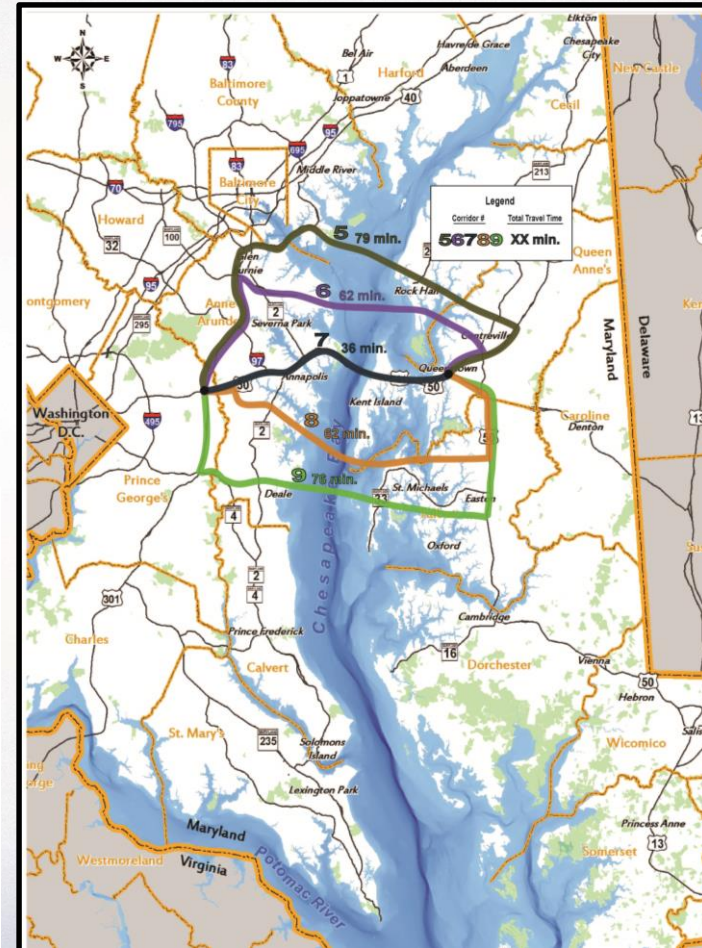 N
W E
S
Elkton
Chesapeake
City
Havre de Grace
Bel Air
Harford
Aberdeen
New Castle
83
Baltimore
County
1
Joppatowne
40
Cecil
795
95
695
83
Middle River
Baltimore
City
70
213
Howard
32
100
Legend
Corridor # Total Travel Time
56789 XX min.
5 79 min.
Queen
Anne's
95
6
62 min.
Rock Hall
2
Severna Park
295
Centreville
Maryland
Delaware
7
36 min.
97
50
Annapolis
Queenstown
50
Kent Island
Washington
D.C.
495
8
62 min.
2
Caroline
Denton
Prince
George's
9 76 min.
Deale
St. Michaels
33
Easton
4
Oxford
Chesapeake Bay
2
4
301
Cambridge
Charles
Prince Frederick
16
Vienna
Calvert
Dorchester
50
Hebron
St. Mary's
235
Solomons
Island
Wicomico
Lexington Park
Princess Anne
13
Maryland
Somerset
Westmoreland
Virginia
Potomac River